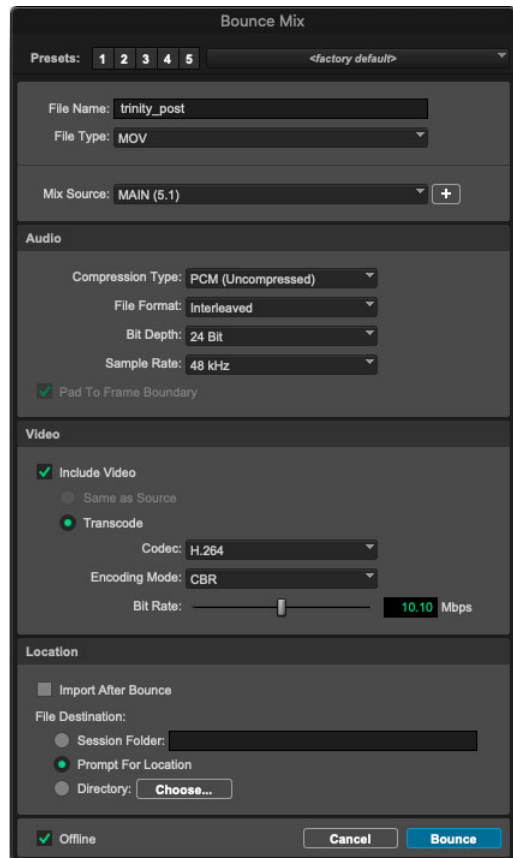 Bounce Mix
Presets: 1 2 3 4 5 <factory default>
File Name: trinity_post
File Type: MOV
Mix Source: MAIN (5.1) +
Audio
Compression Type: PCM (Uncompressed)
File Format: Interleaved
Bit Depth: 24 Bit
Sample Rate: 48 kHz
Pad To Frame Boundary
Video
Include Video
Same as Source
Transcode
Codec: H.264
Encoding Mode: CBR
Bit Rate: 10.10 Mbps
Location
Import After Bounce
File Destination:
Session Folder:
Prompt For Location
Directory: Choose...
Offline Cancel Bounce